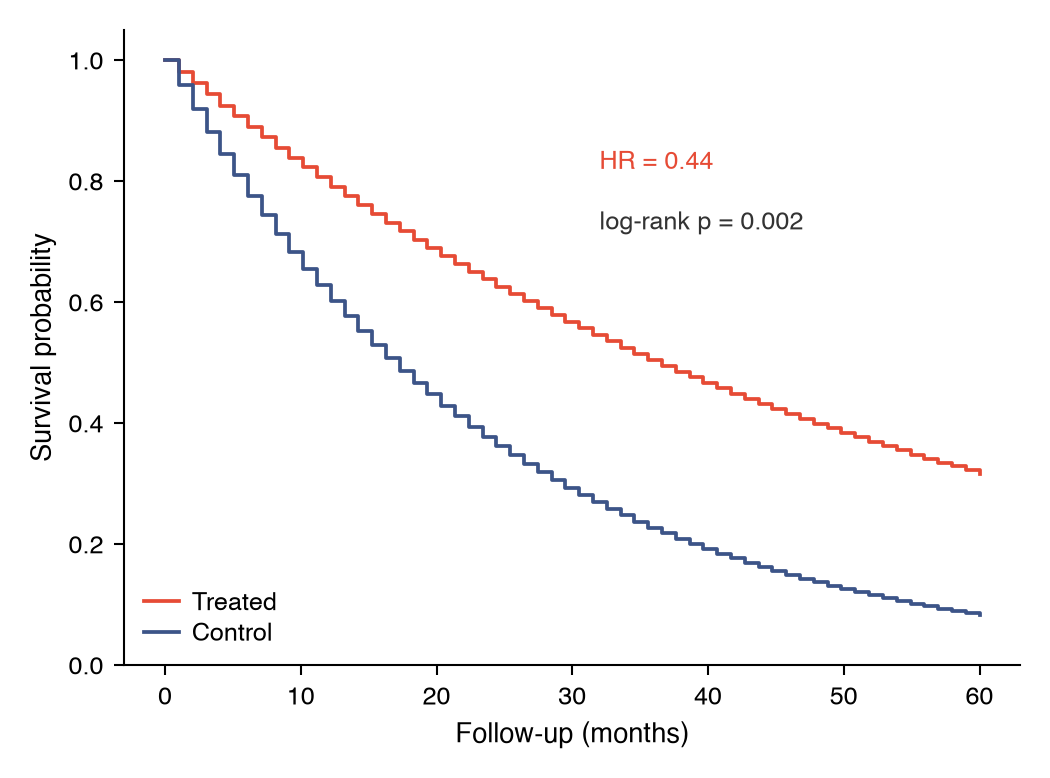 1.0
0.8
0.6
0.4
0.2
0.0
Survival probability
HR = 0.44
log-rank p = 0.002
Treated
Control
0 10 20 30 40 50 60
Follow-up (months)